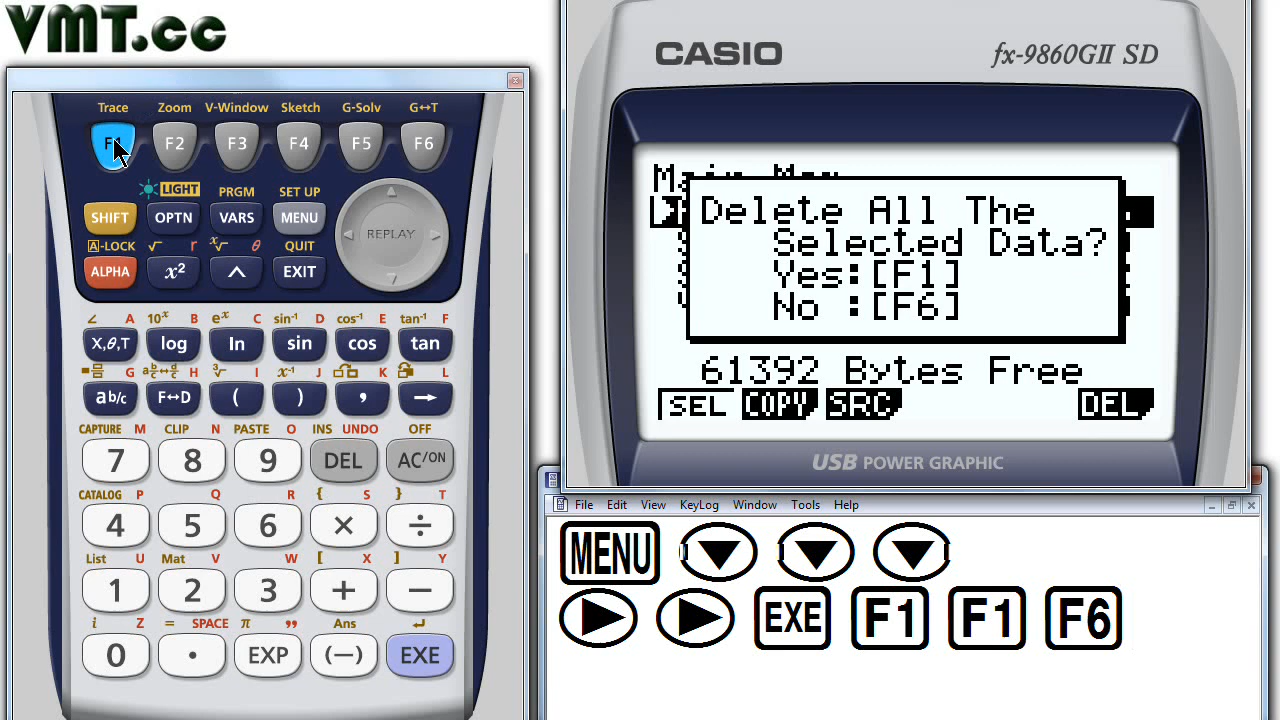 VMT.cc
Trace Zoom V-Window Sketch G-Solv G↔T
F1 F2 F3 F4 F5 F6
LIGHT PRGM SET UP
SHIFT OPTN VARS MENU
REPLAY
A-LOCK √ r ˣ√ θ QUIT
ALPHA x² ^ EXIT
∠ A 10ˣ B eˣ C sin⁻¹ D cos⁻¹ E tan⁻¹ F
X,θ,T log ln sin cos tan
G H ³√ I x⁻¹ J K L
ab/c F↔D ( ) , →
CAPTURE M CLIP N PASTE O INS UNDO OFF
7 8 9 DEL AC/ON
CATALOG P Q R { S } T
4 5 6 × ÷
List U Mat V W [ X ] Y
1 2 3 + −
i Z = SPACE π " Ans ↵
0 . EXP (−) EXE
CASIO fx-9860GII SD
Delete All The
Selected Data?
Yes:[F1]
No :[F6]
61392 Bytes Free
SEL COPY SRC DEL
USB POWER GRAPHIC
File Edit View KeyLog Window Tools Help
MENU ▼ ▼ ▼
► ► EXE F1 F1 F6